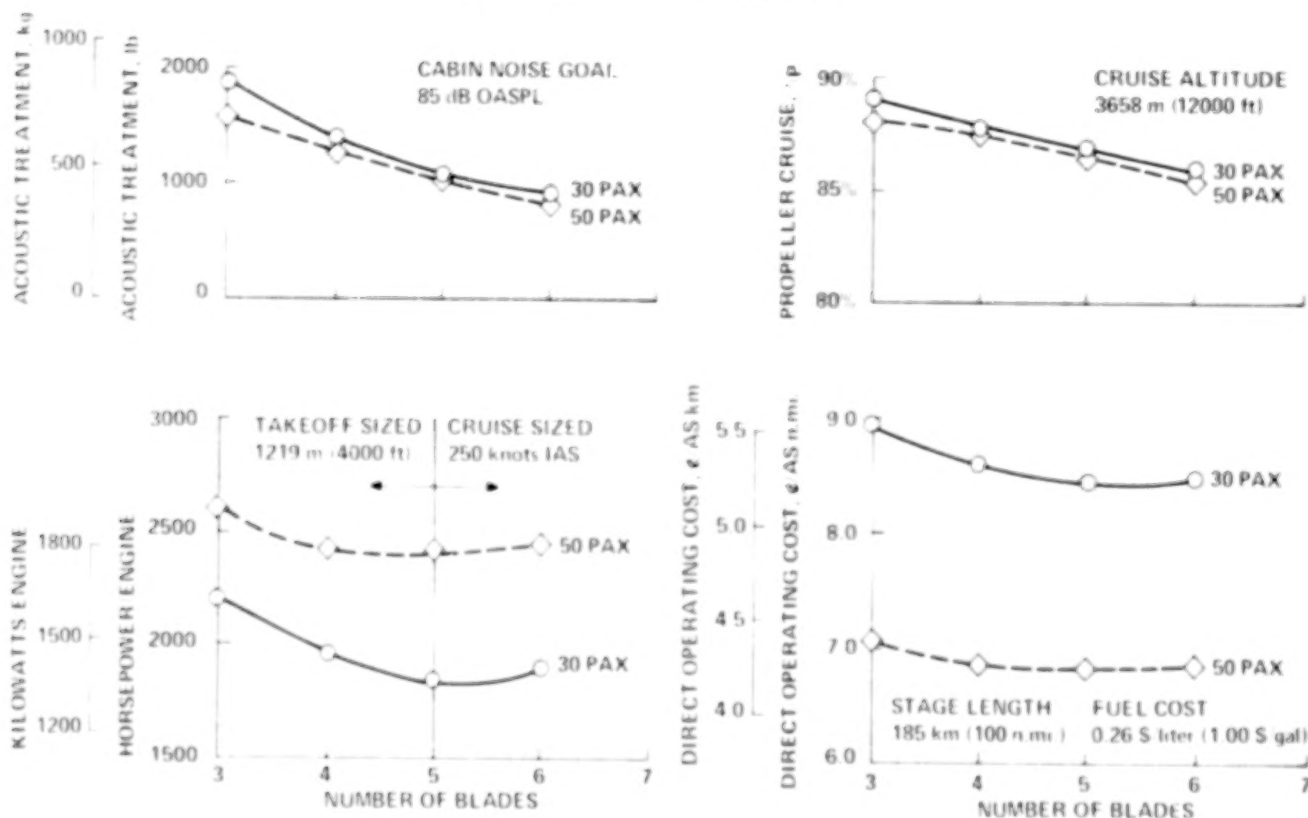 ACOUSTIC TREATMENT, kg
1000
500
0
ACOUSTIC TREATMENT, lb
2000
1000
0
CABIN NOISE GOAL
85 dB OASPL
30 PAX
50 PAX
PROPELLER CRUISE,
90%
85%
80%
CRUISE ALTITUDE
3658 m (12000 ft)
30 PAX
50 PAX
KILOWATTS ENGINE
1800
1500
1200
HORSEPOWER ENGINE
3000
2500
2000
1500
TAKEOFF SIZED
1219 m (4000 ft)
CRUISE SIZED
250 knots IAS
50 PAX
30 PAX
3 4 5 6 7
NUMBER OF BLADES
DIRECT OPERATING COST, ¢ AS km
5.5
5.0
4.5
4.0
DIRECT OPERATING COST, ¢ AS n.mi.
9.0
8.0
7.0
6.0
30 PAX
50 PAX
STAGE LENGTH
185 km (100 n.mi.)
FUEL COST
0.26 $ liter (1.00 $ gal)
3 4 5 6 7
NUMBER OF BLADES